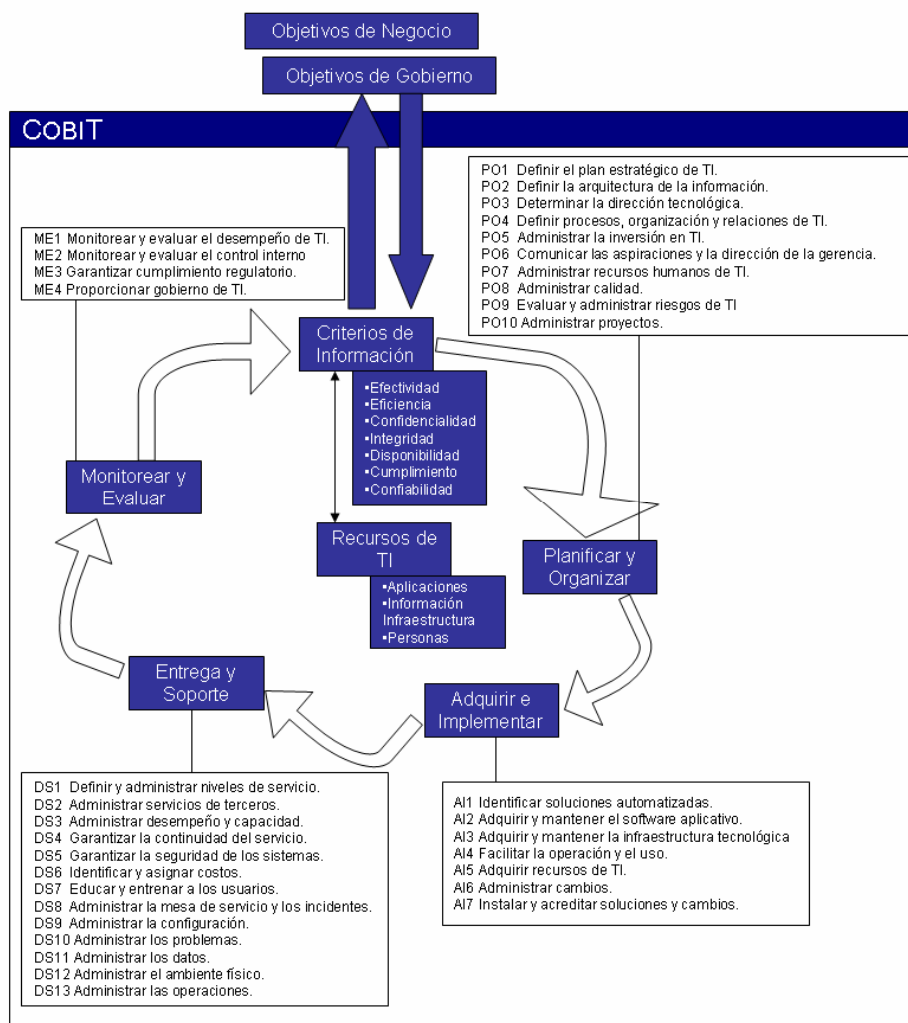 Objetivos de Negocio
Objetivos de Gobierno
COBIT
PO1 Definir el plan estratégico de TI.
PO2 Definir la arquitectura de la información.
PO3 Determinar la dirección tecnológica.
PO4 Definir procesos, organización y relaciones de TI.
PO5 Administrar la inversión en TI.
PO6 Comunicar las aspiraciones y la dirección de la gerencia.
PO7 Administrar recursos humanos de TI.
PO8 Administrar calidad.
PO9 Evaluar y administrar riesgos de TI
PO10 Administrar proyectos.
ME1 Monitorear y evaluar el desempeño de TI.
ME2 Monitorear y evaluar el control interno
ME3 Garantizar cumplimiento regulatorio.
ME4 Proporcionar gobierno de TI.
Criterios de
Información
▪Efectividad
▪Eficiencia
▪Confidencialidad
▪Integridad
▪Disponibilidad
▪Cumplimiento
▪Confiabilidad
Monitorear y
Evaluar
Recursos de
TI
▪Aplicaciones
▪Información
Infraestructura
▪Personas
Planificar y
Organizar
Entrega y
Soporte
Adquirir e
Implementar
DS1 Definir y administrar niveles de servicio.
DS2 Administrar servicios de terceros.
DS3 Administrar desempeño y capacidad.
DS4 Garantizar la continuidad del servicio.
DS5 Garantizar la seguridad de los sistemas.
DS6 Identificar y asignar costos.
DS7 Educar y entrenar a los usuarios.
DS8 Administrar la mesa de servicio y los incidentes.
DS9 Administrar la configuración.
DS10 Administrar los problemas.
DS11 Administrar los datos.
DS12 Administrar el ambiente físico.
DS13 Administrar las operaciones.
AI1 Identificar soluciones automatizadas.
AI2 Adquirir y mantener el software aplicativo.
AI3 Adquirir y mantener la infraestructura tecnológica
AI4 Facilitar la operación y el uso.
AI5 Adquirir recursos de TI.
AI6 Administrar cambios.
AI7 Instalar y acreditar soluciones y cambios.